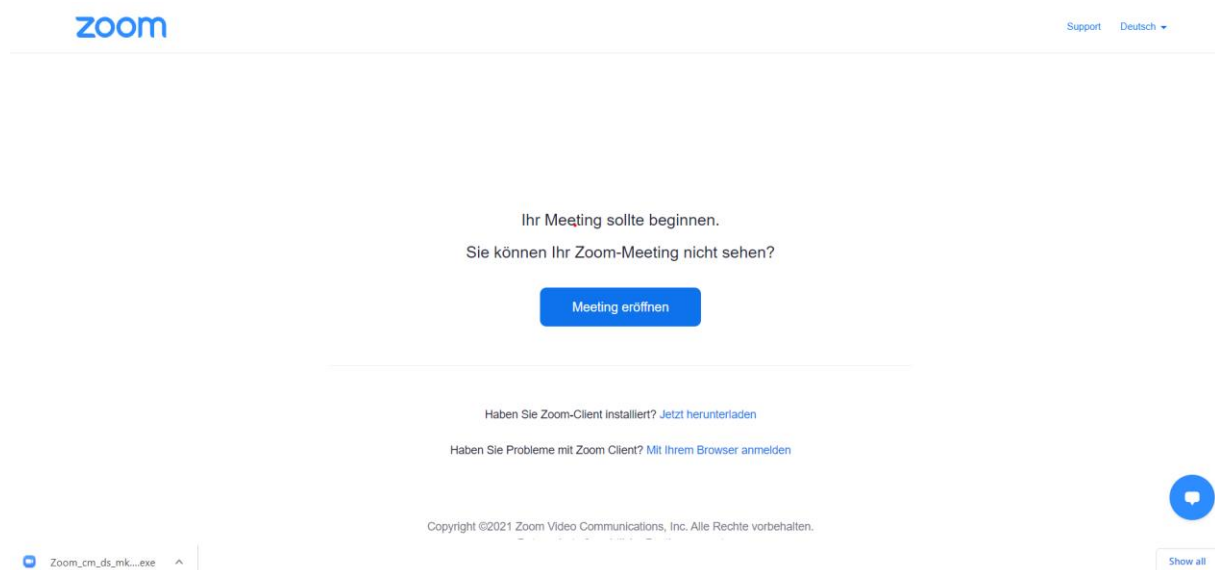 zoom
Support Deutsch
Ihr Meeting sollte beginnen.
Sie können Ihr Zoom-Meeting nicht sehen?
Meeting eröffnen
Haben Sie Zoom-Client installiert? Jetzt herunterladen
Haben Sie Probleme mit Zoom Client? Mit Ihrem Browser anmelden
Copyright ©2021 Zoom Video Communications, Inc. Alle Rechte vorbehalten.
Zoom_cm_ds_mk....exe
Show all